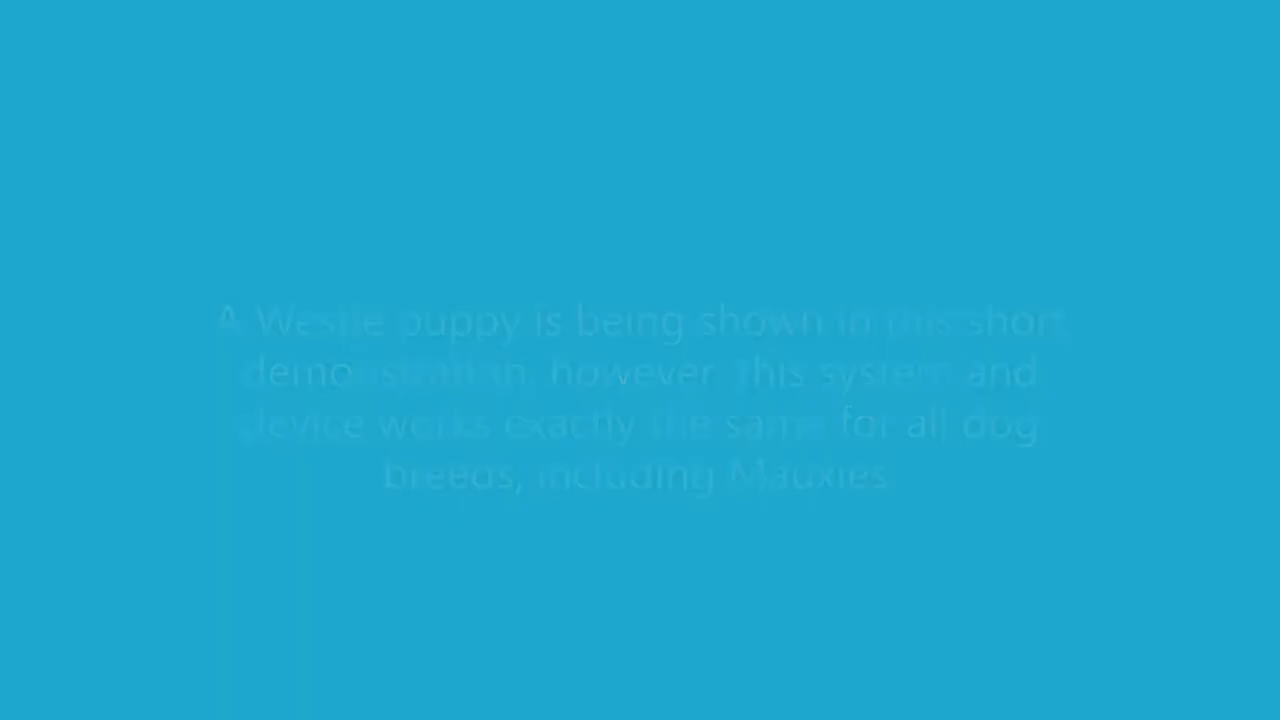 A Westie puppy is being shown in this short
demonstration, however, this system and
device works exactly the same for all dog
breeds, including Mauxies